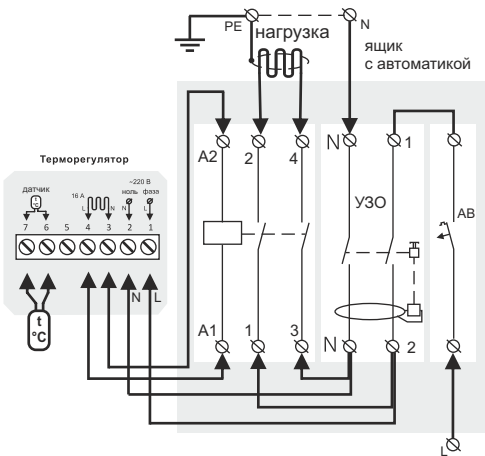 PE
N
нагрузка
ящик
с автоматикой
A2
2
4
N
1
Терморегулятор
~220 В
датчик
ноль
фаза
16 А
L
N
N
L
t
°C
7
6
5
4
3
2
1
УЗО
АВ
N
L
t
°C
A1
1
3
N
2
L